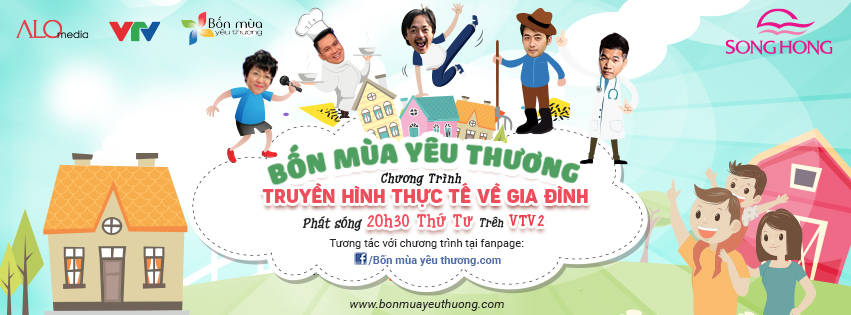 ALOmedia
VTV
Bốn mùa
yêu thương
SONG HONG
BỐN MÙA YÊU THƯƠNG
Chương Trình
TRUYỀN HÌNH THỰC TẾ VỀ GIA ĐÌNH
Phát sóng 20h30 Thứ Tư Trên VTV2
Tương tác với chương trình tại fanpage:
f /Bốn mùa yêu thương.com
www.bonmuayeuthuong.com